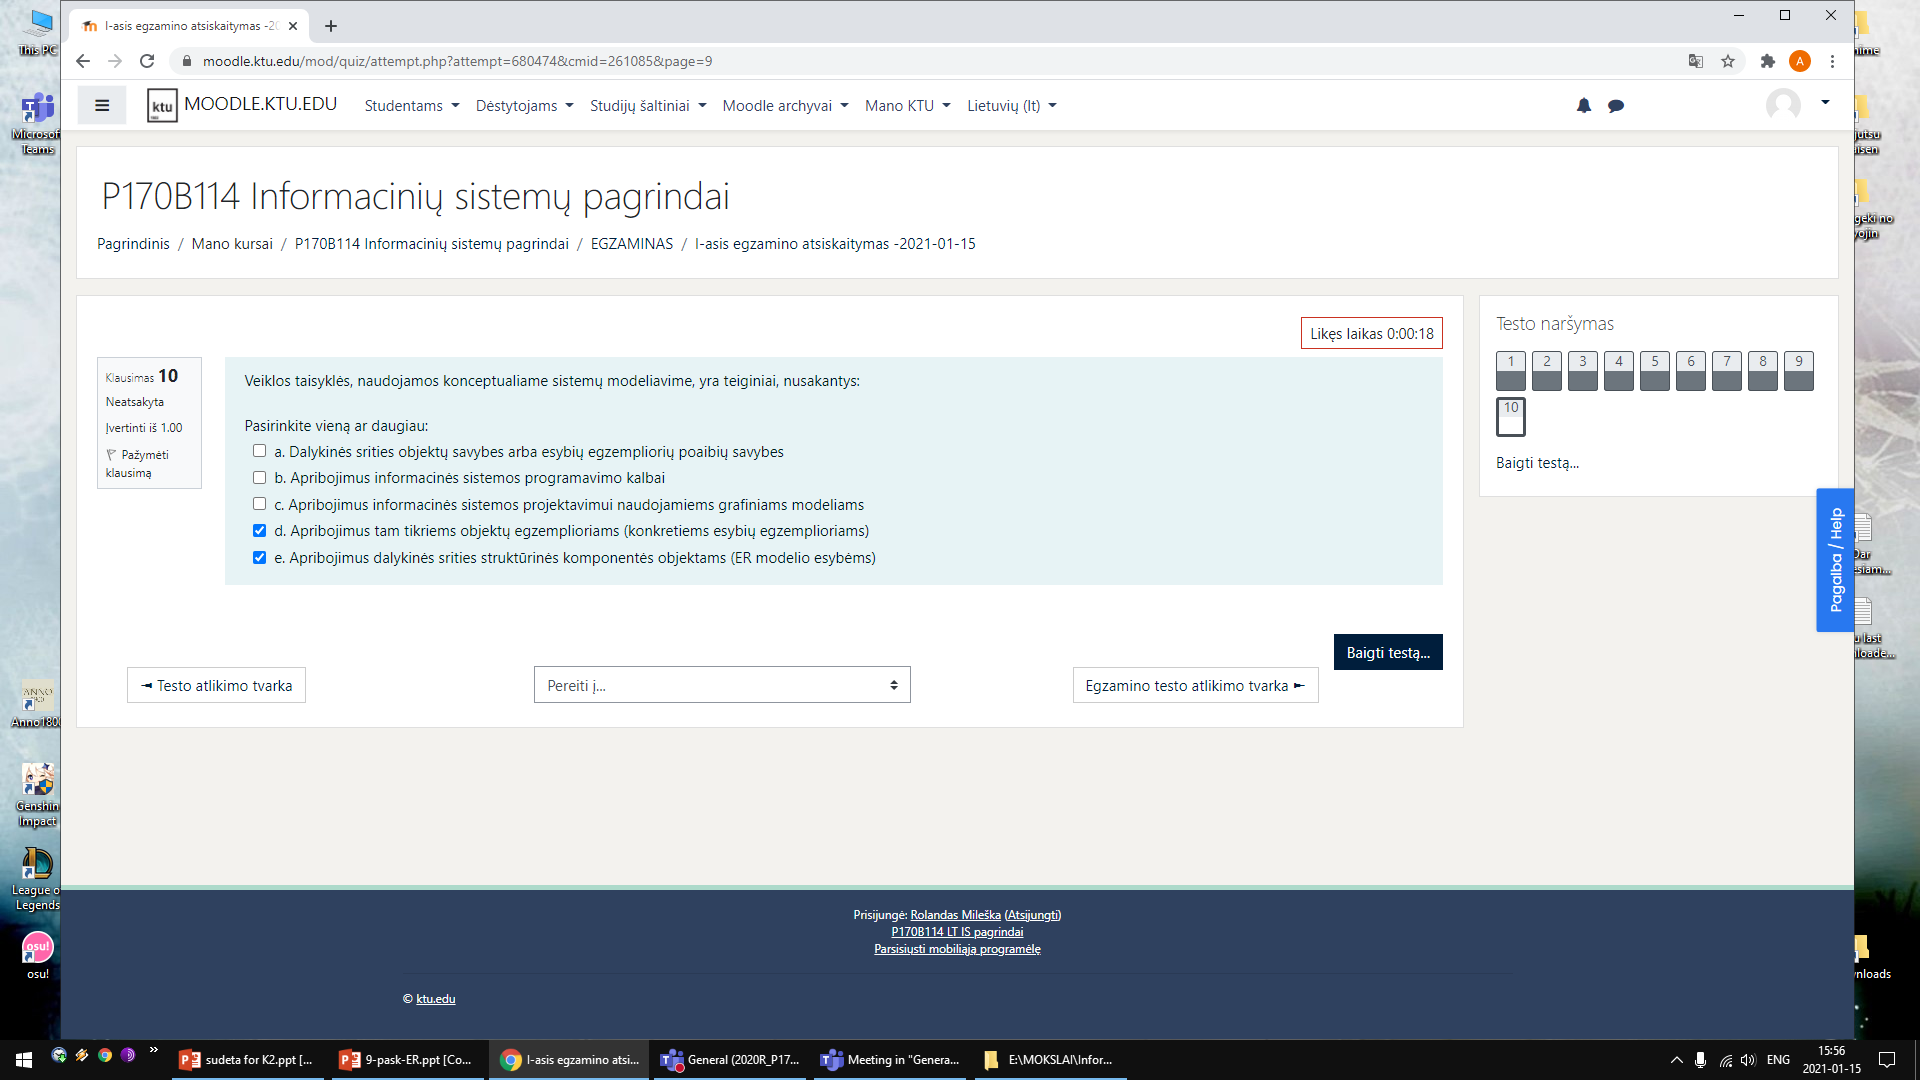 This PC
I-asis egzamino atsiskaitymas -20
moodle.ktu.edu/mod/quiz/attempt.php?attempt=680474&cmid=261085&page=9
A
ktu
MOODLE.KTU.EDU
Studentams
Dėstytojams
Studijų šaltiniai
Moodle archyvai
Mano KTU
Lietuvių (lt)
Microsof
Teams
P170B114 Informacinių sistemų pagrindai
Pagrindinis / Mano kursai / P170B114 Informacinių sistemų pagrindai / EGZAMINAS / I-asis egzamino atsiskaitymas -2021-01-15
Likęs laikas 0:00:18
Klausimas 10
Neatsakyta
Įvertinti iš 1.00
Pažymėti
klausimą
Veiklos taisyklės, naudojamos konceptualiame sistemų modeliavime, yra teiginiai, nusakantys:
Pasirinkite vieną ar daugiau:
a. Dalykinės srities objektų savybes arba esybių egzempliorių poaibių savybes
b. Apribojimus informacinės sistemos programavimo kalbai
c. Apribojimus informacinės sistemos projektavimui naudojamiems grafiniams modeliams
d. Apribojimus tam tikriems objektų egzemplioriams (konkretiems esybių egzemplioriams)
e. Apribojimus dalykinės srities struktūrinės komponentės objektams (ER modelio esybėms)
Baigti testą...
◄ Testo atlikimo tvarka
Pereiti į...
Egzamino testo atlikimo tvarka ►
Testo naršymas
1 2 3 4 5 6 7 8 9
10
Baigti testą...
Pagalba / Help
Anno180
Genshin
Impact
League o
Legends
osu!
osu!
Prisijungė: Rolandas Mileška (Atsijungti)
P170B114 LT IS pagrindai
Parsisiųsti mobiliąją programėlę
© ktu.edu
sudeta for K2.ppt [...
9-pask-ER.ppt [Co...
I-asis egzamino atsi...
General (2020R_P17...
Meeting in "Genera...
E:\MOKSLAI\Infor...
ENG
15:56
2021-01-15